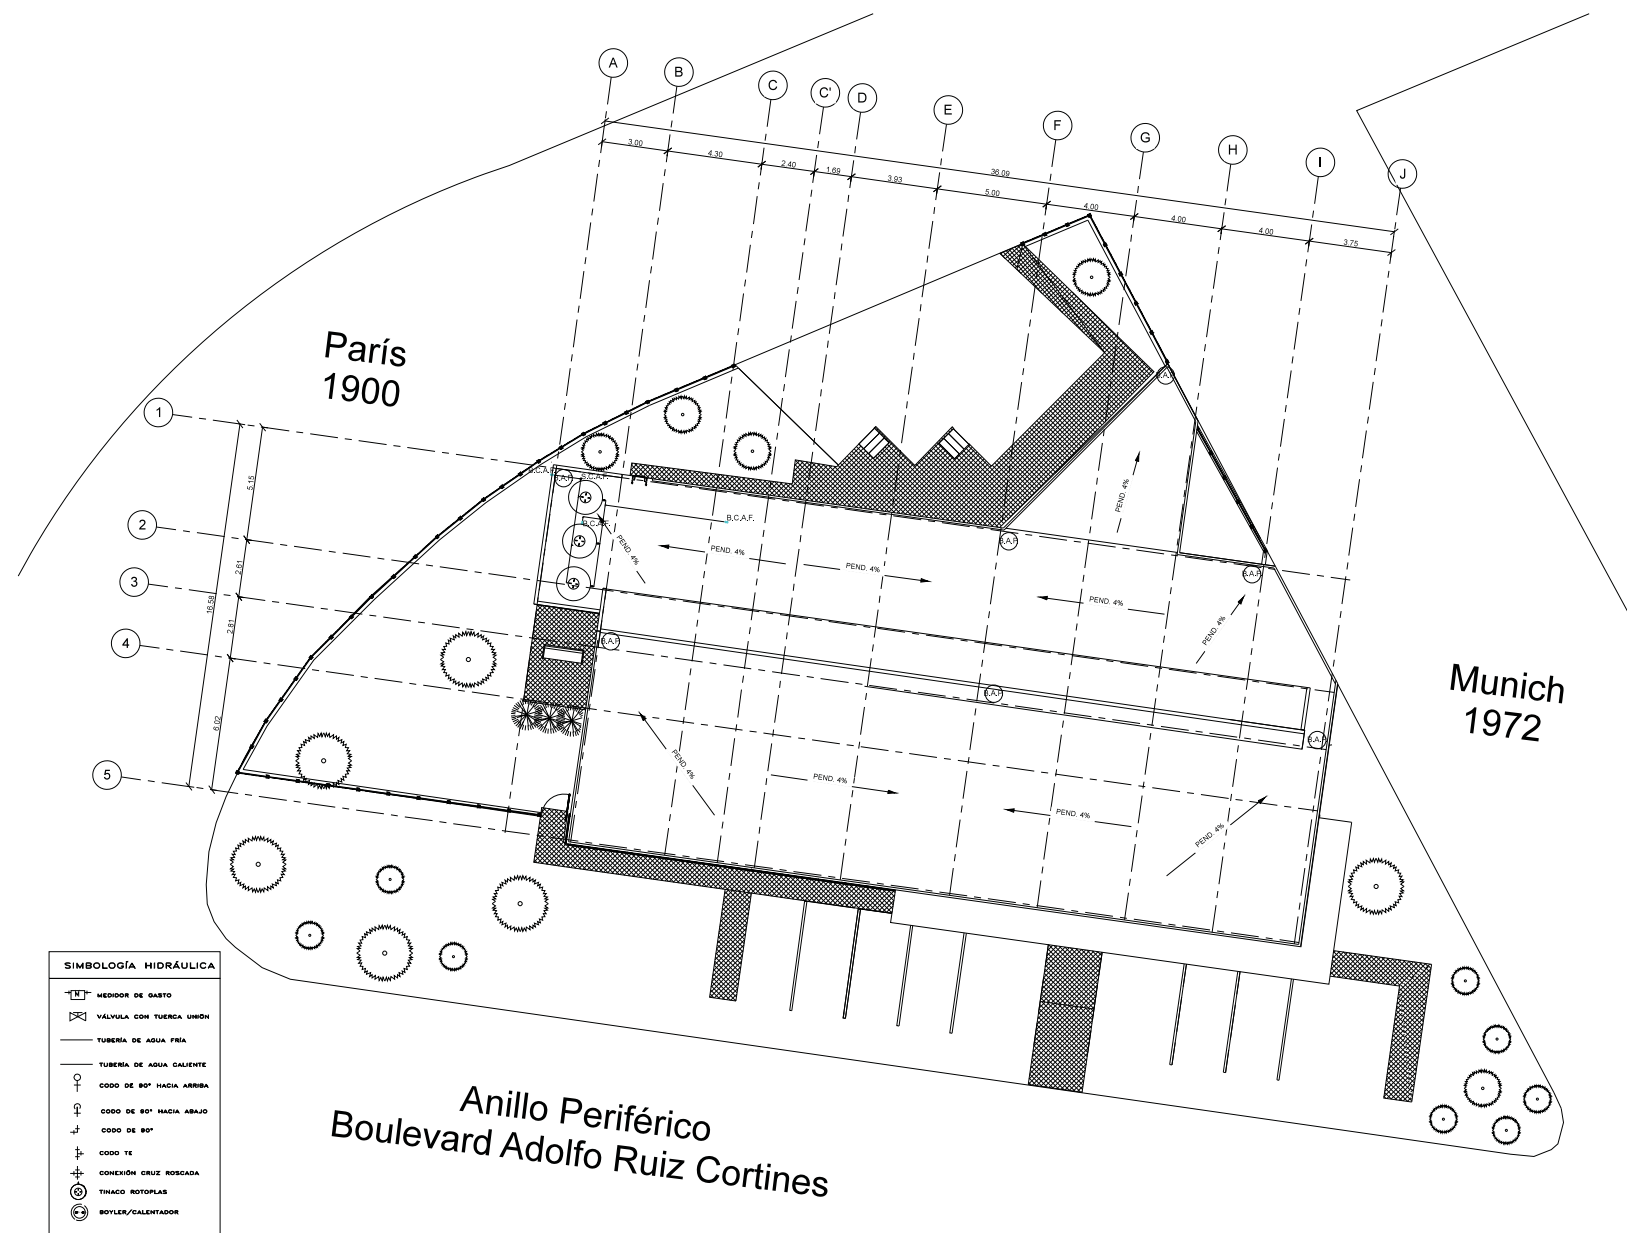 A
B
C
C'
D
E
F
G
H
I
J
36.09
3.00
4.30
2.40
1.69
3.93
5.00
4.00
4.00
4.00
3.75
París
1900
1
2
3
4
5
5.15
2.61
2.81
6.02
16.58
B.C.A.F.
S.C.A.F.
B.A.P.
B.C.A.F.
B.C.A.F.
B.A.P.
B.A.P.
B.A.P.
B.A.P.
B.A.P.
B.A.P.
PEND. 4%
PEND. 4%
PEND. 4%
PEND. 4%
PEND. 4%
PEND. 4%
PEND. 4%
PEND. 4%
PEND. 4%
PEND. 4%
Munich
1972
Anillo Periférico
Boulevard Adolfo Ruiz Cortines
SIMBOLOGÍA HIDRÁULICA
M MEDIDOR DE GASTO
VÁLVULA CON TUERCA UNIÓN
TUBERÍA DE AGUA FRÍA
TUBERÍA DE AGUA CALIENTE
CODO DE 90° HACIA ARRIBA
CODO DE 90° HACIA ABAJO
CODO DE 90°
CODO TE
CONEXIÓN CRUZ ROSCADA
TINACO ROTOPLAS
BOYLER/CALENTADOR